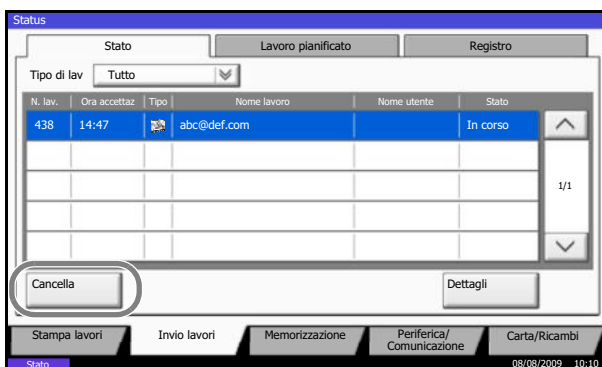 Status
Stato Lavoro pianificato Registro
Tipo di lav Tutto
N. lav. Ora accettaz Tipo Nome lavoro Nome utente Stato
438 14:47 abc@def.com In corso
1/1
Cancella Dettagli
Stampa lavori Invio lavori Memorizzazione Periferica/ Comunicazione Carta/Ricambi
Stato 08/08/2009 10:10